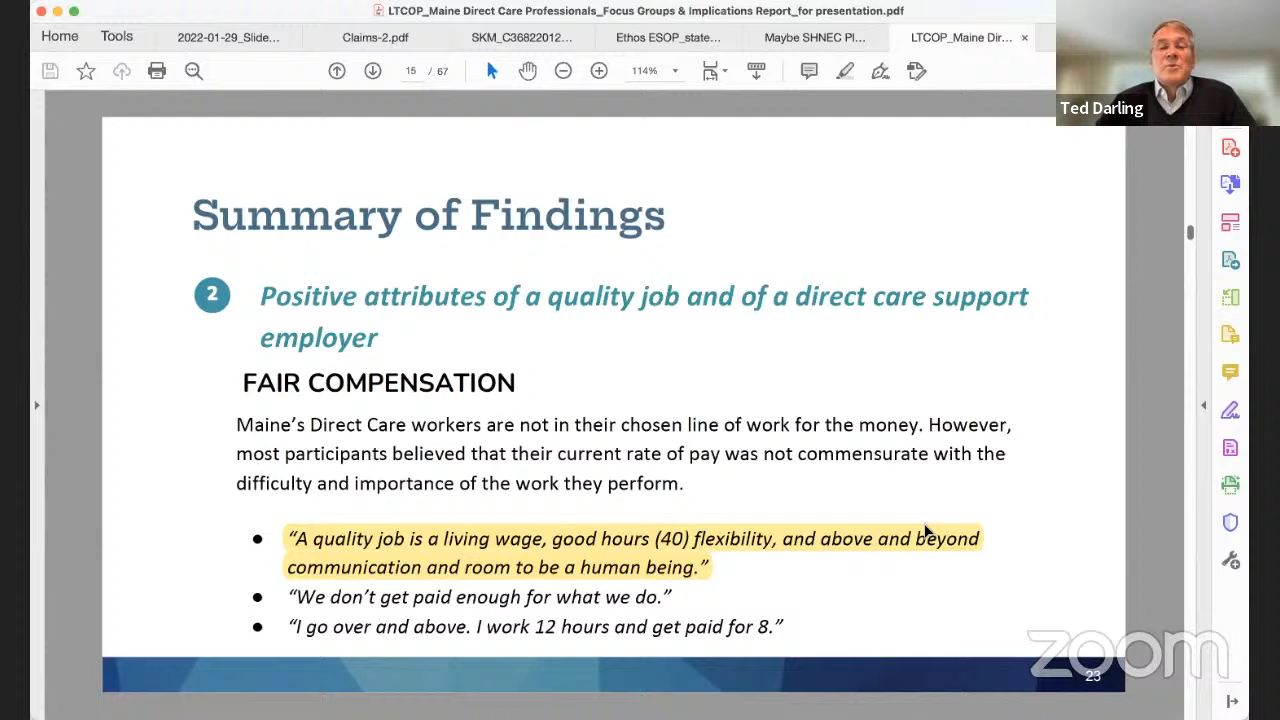 LTCOP_Maine Direct Care Professionals_Focus Groups & Implications Report_for presentation.pdf
Home Tools 2022-01-29_Slide... Claims-2.pdf SKM_C36822012... Ethos ESOP_state... Maybe SHNEC Pl... LTCOP_Maine Dir... ×
15 / 67 114%
Ted Darling
Summary of Findings
2 Positive attributes of a quality job and of a direct care support
employer
FAIR COMPENSATION
Maine’s Direct Care workers are not in their chosen line of work for the money. However,
most participants believed that their current rate of pay was not commensurate with the
difficulty and importance of the work they perform.
● “A quality job is a living wage, good hours (40) flexibility, and above and beyond
communication and room to be a human being.”
● “We don’t get paid enough for what we do.”
● “I go over and above. I work 12 hours and get paid for 8.”
zoom
23